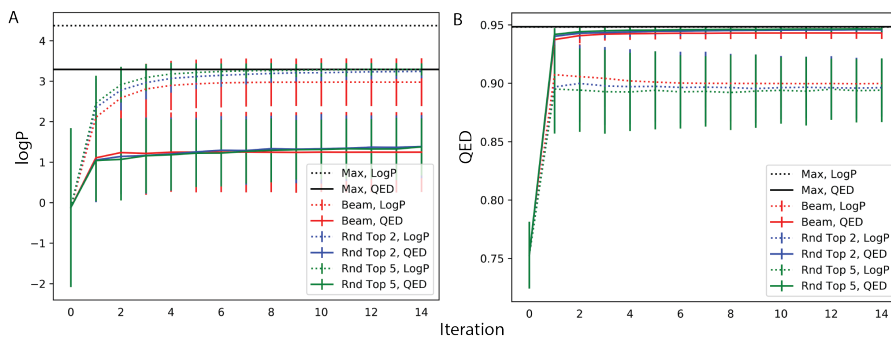 A
logP
4
3
2
1
0
−1
−2
0 2 4 6 8 10 12 14
Max, LogP
Max, QED
Beam, LogP
Beam, QED
Rnd Top 2, LogP
Rnd Top 2, QED
Rnd Top 5, LogP
Rnd Top 5, QED
B
QED
0.95
0.90
0.85
0.80
0.75
0 2 4 6 8 10 12 14
Max, LogP
Max, QED
Beam, LogP
Beam, QED
Rnd Top 2, LogP
Rnd Top 2, QED
Rnd Top 5, LogP
Rnd Top 5, QED
Iteration